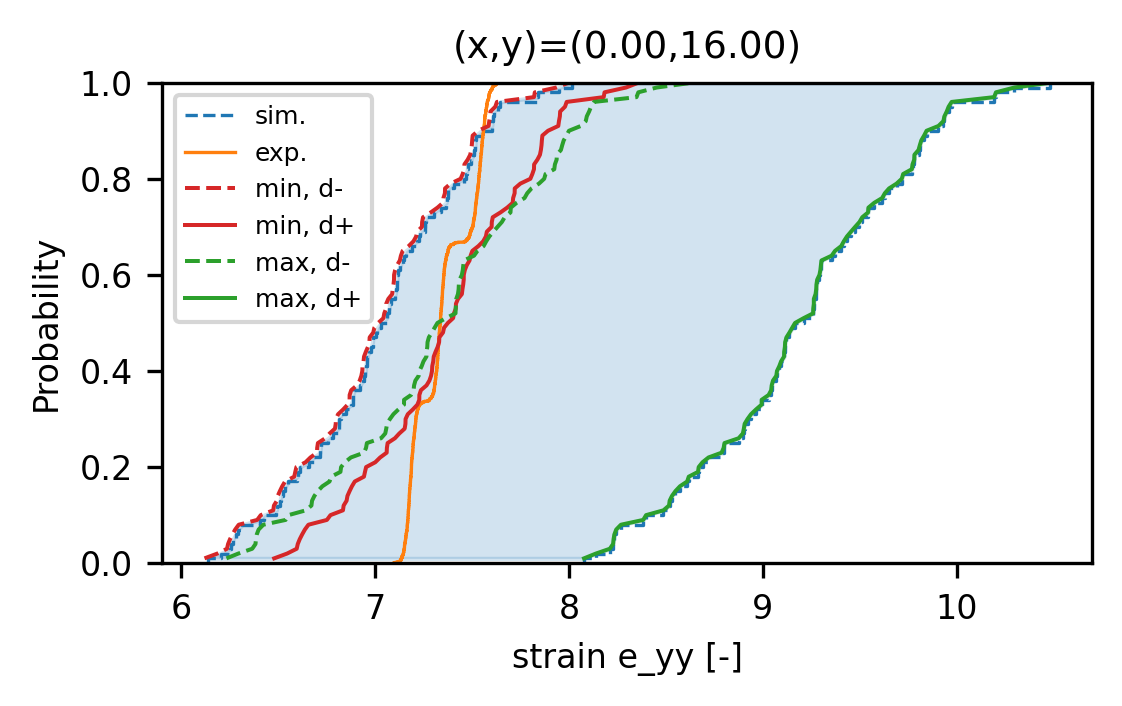 (x,y)=(0.00,16.00)
1.0
0.8
0.6
0.4
0.2
0.0
Probability
sim.
exp.
min, d-
min, d+
max, d-
max, d+
6 7 8 9 10
strain e_yy [-]